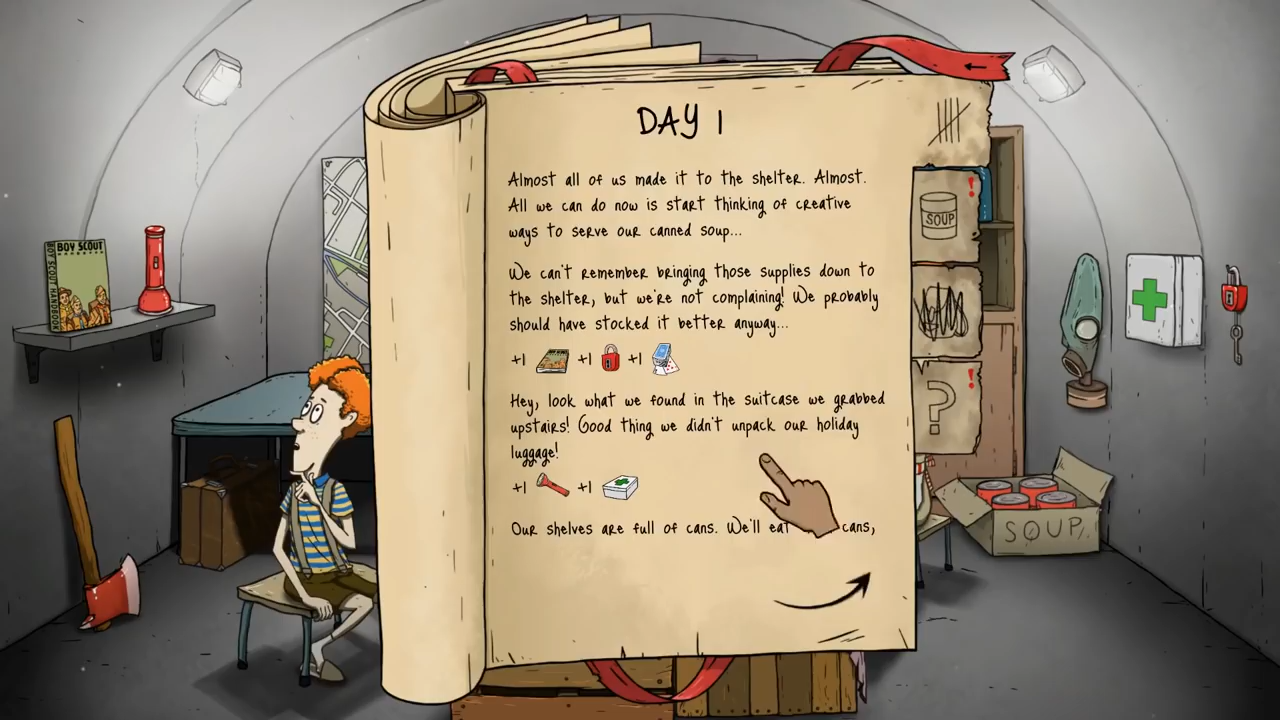 DAY 1
Almost all of us made it to the shelter. Almost.
All we can do now is start thinking of creative
ways to serve our canned soup...
We can't remember bringing those supplies down to
the shelter, but we're not complaining! We probably
should have stocked it better anyway...
+1 +1 +1
Hey, look what we found in the suitcase we grabbed
upstairs! Good thing we didn't unpack our holiday
luggage!
+1 +1
Our shelves are full of cans. We'll eat cans,
SOUP
!
?
!
BOY SCOUT
BOY SCOUT HANDBOOK
SOUP